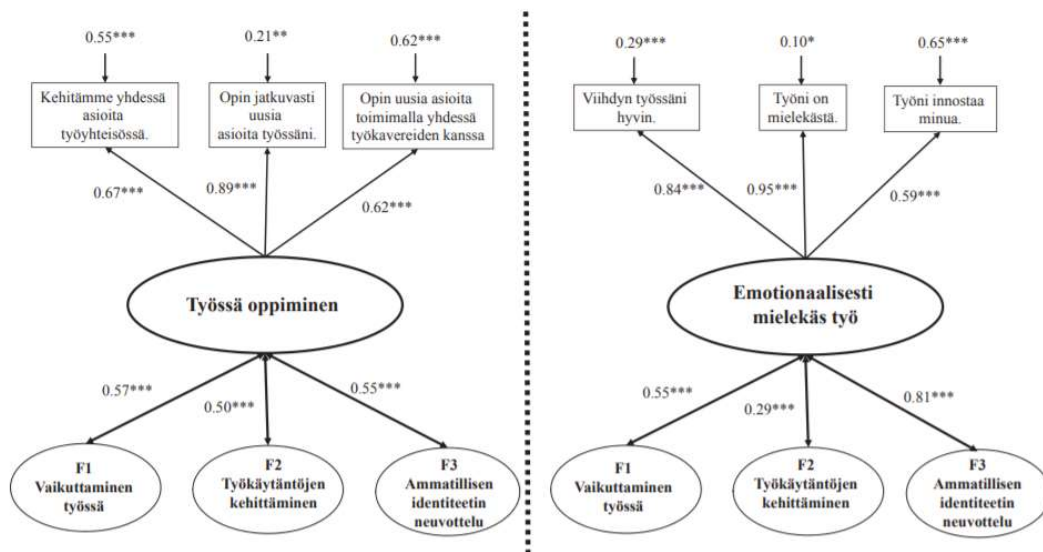 0.55***
0.21**
0.62***
Kehitämme yhdessä
asioita
työyhteisössä.
Opin jatkuvasti
uusia
asioita työssäni.
Opin uusia asioita
toimimalla yhdessä
työkavereiden kanssa
0.67***
0.89***
0.62***
Työssä oppiminen
0.57***
0.50***
0.55***
F1
Vaikuttaminen
työssä
F2
Työkäytäntöjen
kehittäminen
F3
Ammatillisen
identiteetin
neuvottelu
0.29***
0.10*
0.65***
Viihdyn työssäni
hyvin.
Työni on
mielekästä.
Työni innostaa
minua.
0.84***
0.95***
0.59***
Emotionaalisesti
mielekäs työ
0.55***
0.29***
0.81***
F1
Vaikuttaminen
työssä
F2
Työkäytäntöjen
kehittäminen
F3
Ammatillisen
identiteetin
neuvottelu